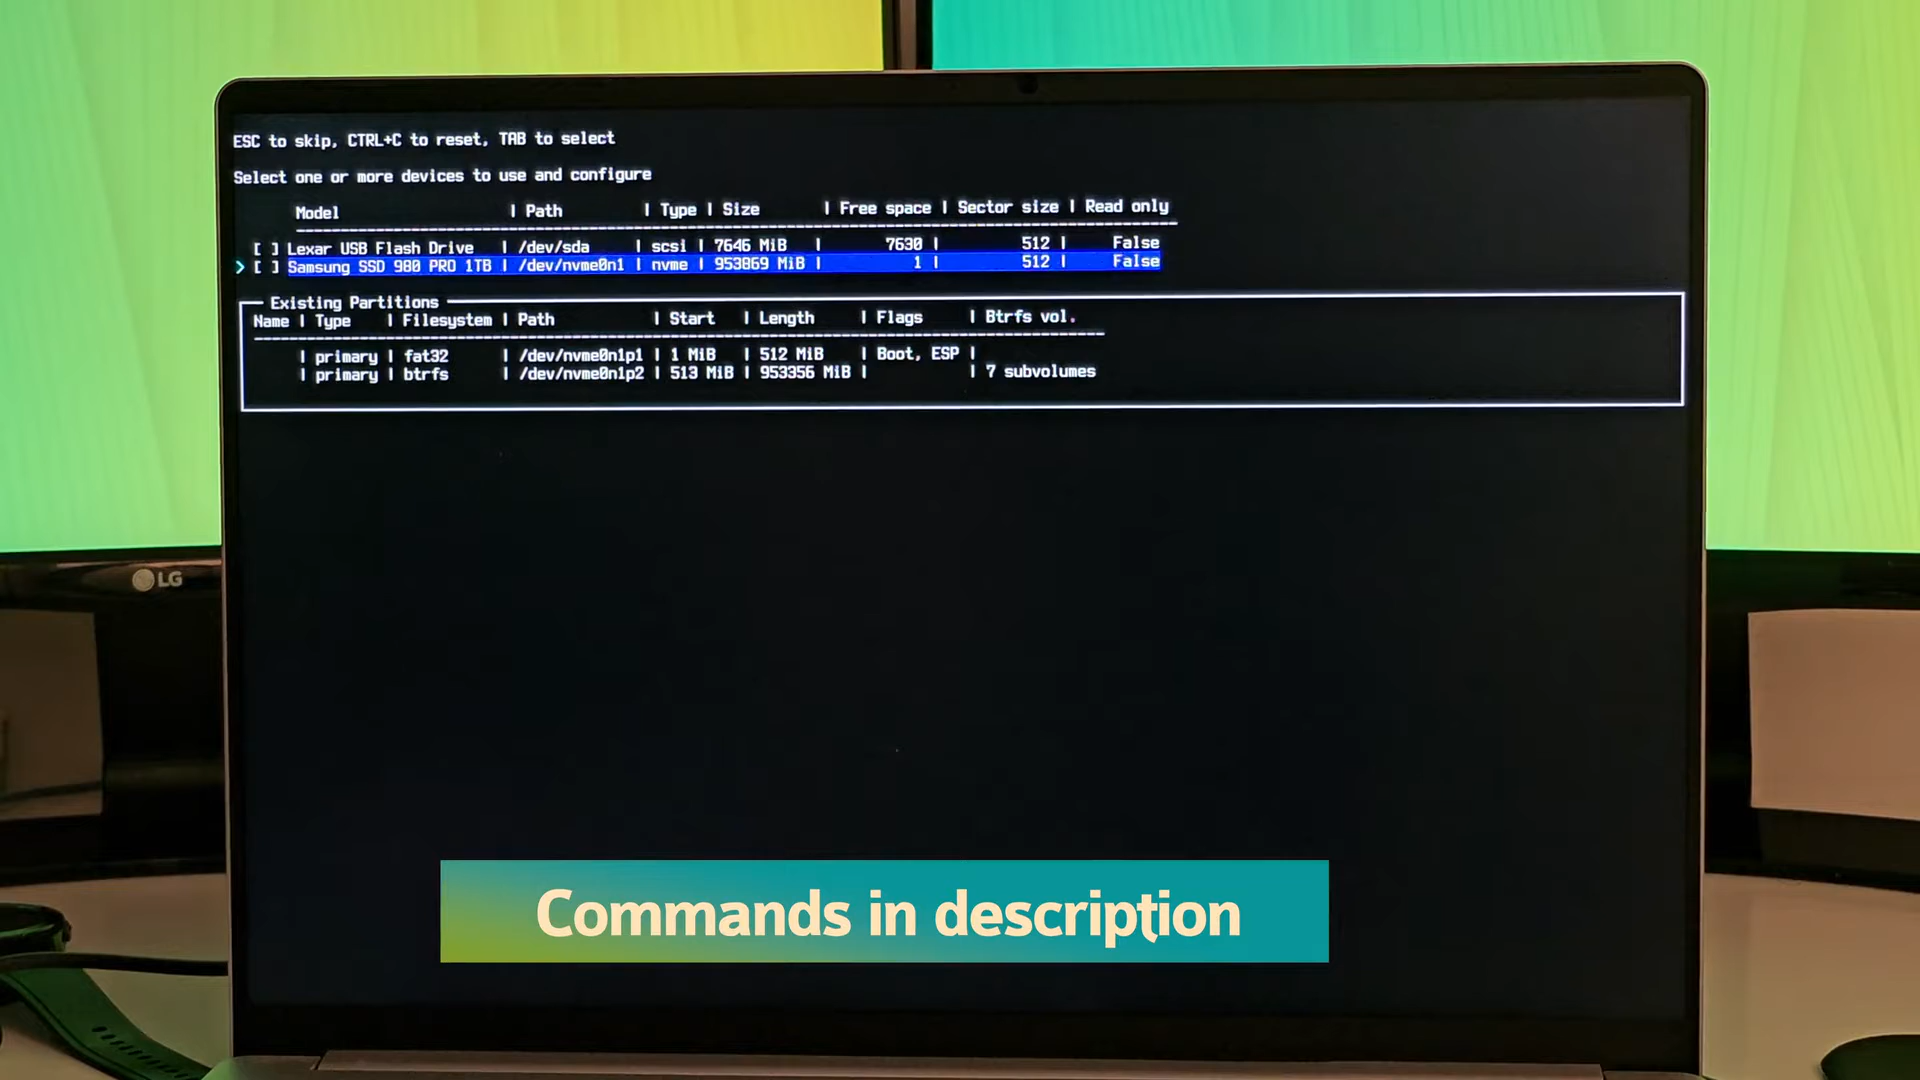 ESC to skip, CTRL+C to reset, TAB to select
Select one or more devices to use and configure
Model | Path | Type | Size | Free space | Sector size | Read only
[ ] Lexar USB Flash Drive | /dev/sda | scsi | 7646 MiB | 7630 | 512 | False
> [ ] Samsung SSD 980 PRO 1TB | /dev/nvme0n1 | nvme | 953869 MiB | 1 | 512 | False
Existing Partitions
Name | Type | Filesystem | Path | Start | Length | Flags | Btrfs vol.
| primary | fat32 | /dev/nvme0n1p1 | 1 MiB | 512 MiB | Boot, ESP |
| primary | btrfs | /dev/nvme0n1p2 | 513 MiB | 953356 MiB | | 7 subvolumes
LG
Commands in description